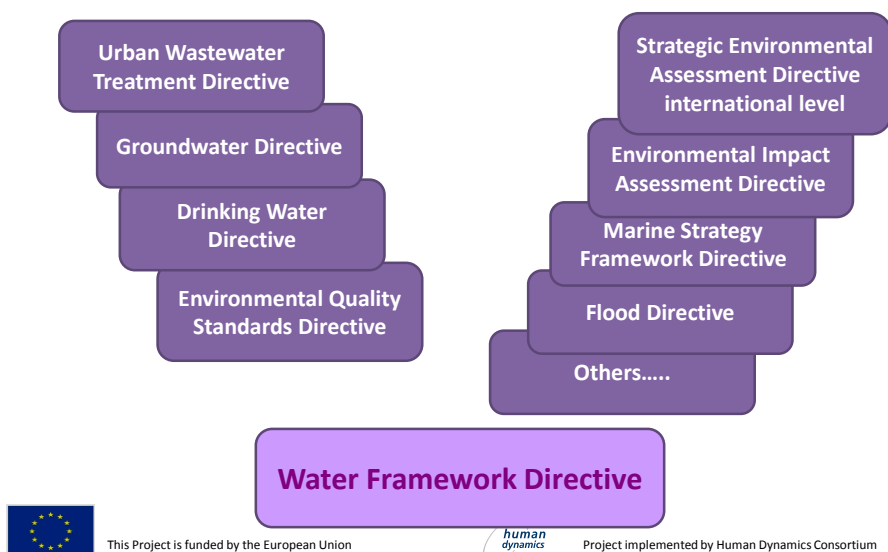 Urban Wastewater
Treatment Directive
Groundwater Directive
Drinking Water
Directive
Environmental Quality
Standards Directive
Strategic Environmental
Assessment Directive
international level
Environmental Impact
Assessment Directive
Marine Strategy
Framework Directive
Flood Directive
Others.....
Water Framework Directive
This Project is funded by the European Union
human
dynamics
Project implemented by Human Dynamics Consortium